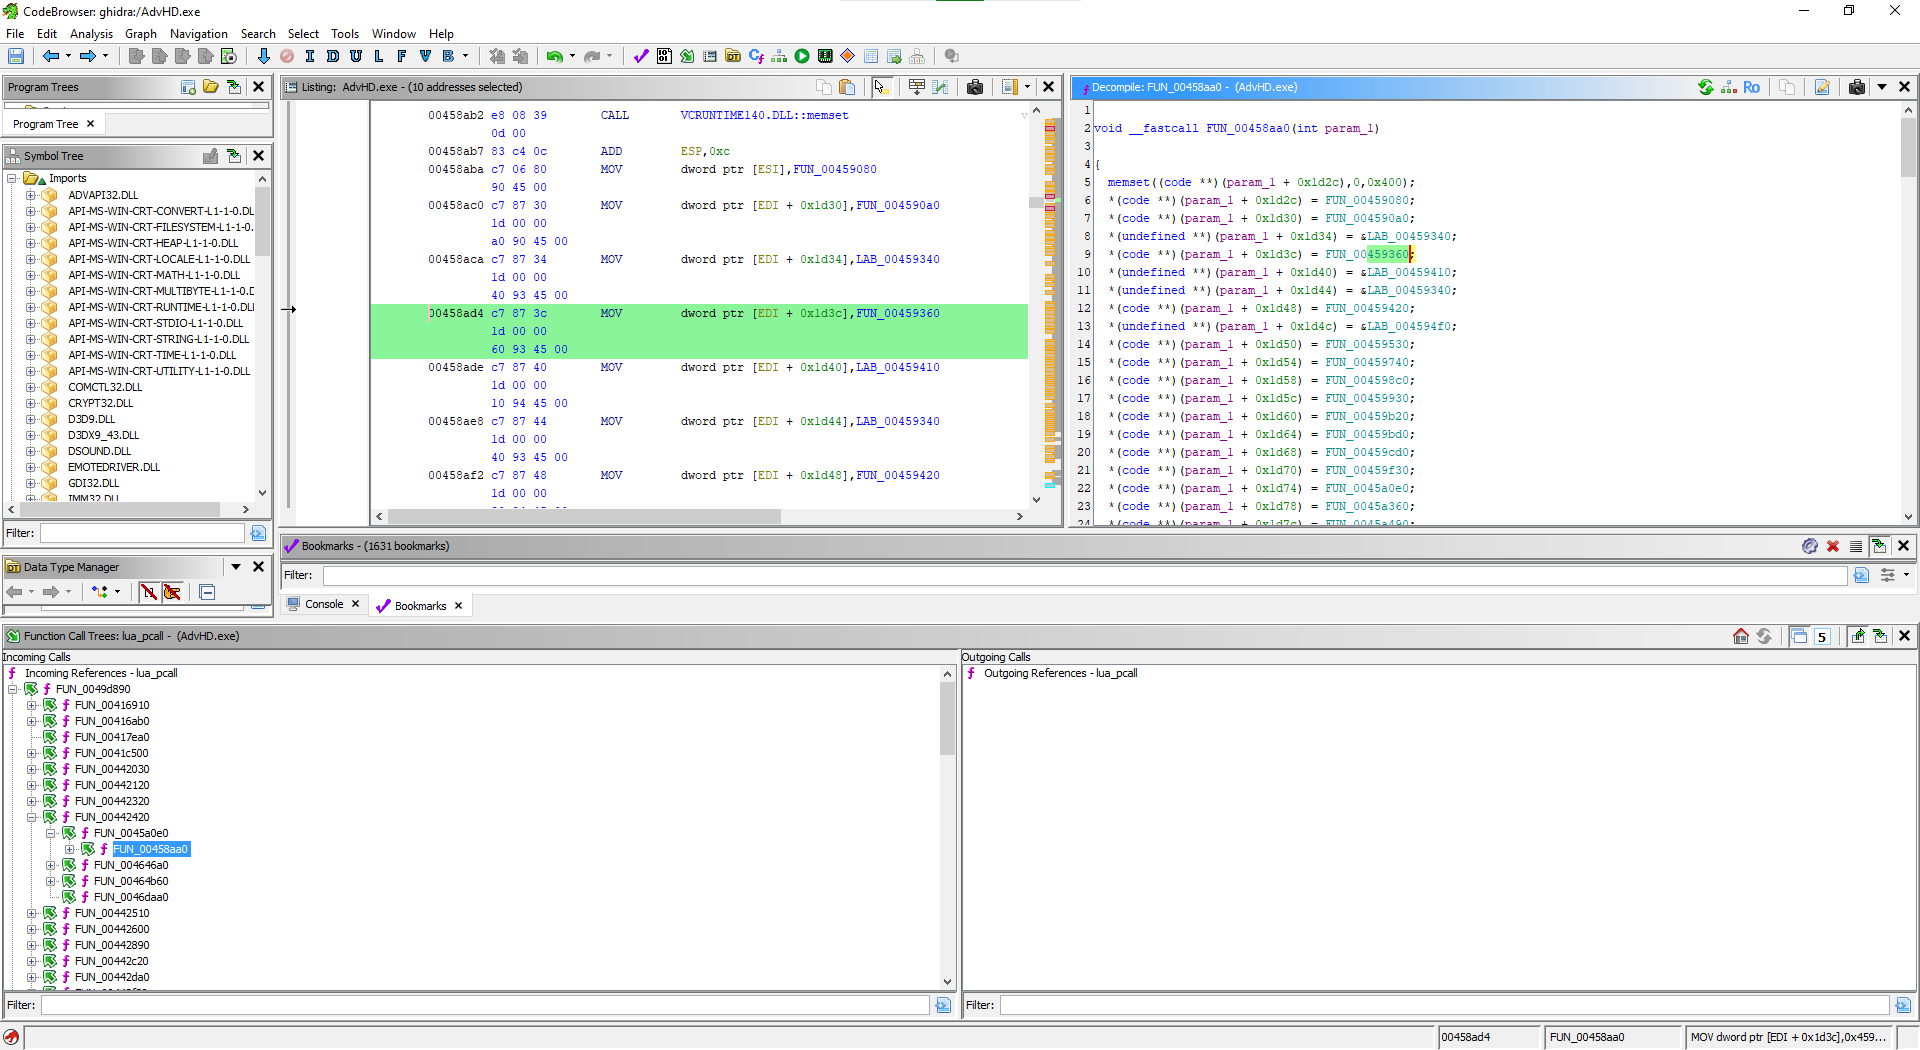 CodeBrowser: ghidra:/AdvHD.exe
File Edit Analysis Graph Navigation Search Select Tools Window Help
I D U L F V B
Program Trees
Program Tree
Symbol Tree
Imports
ADVAPI32.DLL
API-MS-WIN-CRT-CONVERT-L1-1-0.DL
API-MS-WIN-CRT-FILESYSTEM-L1-1-0.
API-MS-WIN-CRT-HEAP-L1-1-0.DLL
API-MS-WIN-CRT-LOCALE-L1-1-0.DLL
API-MS-WIN-CRT-MATH-L1-1-0.DLL
API-MS-WIN-CRT-MULTIBYTE-L1-1-0.D
API-MS-WIN-CRT-RUNTIME-L1-1-0.DLL
API-MS-WIN-CRT-STDIO-L1-1-0.DLL
API-MS-WIN-CRT-STRING-L1-1-0.DLL
API-MS-WIN-CRT-TIME-L1-1-0.DLL
API-MS-WIN-CRT-UTILITY-L1-1-0.DLL
COMCTL32.DLL
CRYPT32.DLL
D3D9.DLL
D3DX9_43.DLL
DSOUND.DLL
EMOTEDRIVER.DLL
GDI32.DLL
IMM32.DLL
Filter:
Data Type Manager
Listing: AdvHD.exe - (10 addresses selected)
00458ab2 e8 08 39 CALL VCRUNTIME140.DLL::memset
0d 00
00458ab7 83 c4 0c ADD ESP,0xc
00458aba c7 06 80 MOV dword ptr [ESI],FUN_00459080
90 45 00
00458ac0 c7 87 30 MOV dword ptr [EDI + 0x1d30],FUN_004590a0
1d 00 00
a0 90 45 00
00458aca c7 87 34 MOV dword ptr [EDI + 0x1d34],LAB_00459340
1d 00 00
40 93 45 00
00458ad4 c7 87 3c MOV dword ptr [EDI + 0x1d3c],FUN_00459360
1d 00 00
60 93 45 00
00458ade c7 87 40 MOV dword ptr [EDI + 0x1d40],LAB_00459410
1d 00 00
10 94 45 00
00458ae8 c7 87 44 MOV dword ptr [EDI + 0x1d44],LAB_00459340
1d 00 00
40 93 45 00
00458af2 c7 87 48 MOV dword ptr [EDI + 0x1d48],FUN_00459420
1d 00 00
Decompile: FUN_00458aa0 - (AdvHD.exe)
Ro
1
2 void __fastcall FUN_00458aa0(int param_1)
3
4 {
5 memset((code **)(param_1 + 0x1d2c),0,0x400);
6 *(code **)(param_1 + 0x1d2c) = FUN_00459080;
7 *(code **)(param_1 + 0x1d30) = FUN_004590a0;
8 *(undefined **)(param_1 + 0x1d34) = &LAB_00459340;
9 *(code **)(param_1 + 0x1d3c) = FUN_00459360;
10 *(undefined **)(param_1 + 0x1d40) = &LAB_00459410;
11 *(undefined **)(param_1 + 0x1d44) = &LAB_00459340;
12 *(code **)(param_1 + 0x1d48) = FUN_00459420;
13 *(undefined **)(param_1 + 0x1d4c) = &LAB_004594f0;
14 *(code **)(param_1 + 0x1d50) = FUN_00459530;
15 *(code **)(param_1 + 0x1d54) = FUN_00459740;
16 *(code **)(param_1 + 0x1d58) = FUN_004598c0;
17 *(code **)(param_1 + 0x1d5c) = FUN_00459930;
18 *(code **)(param_1 + 0x1d60) = FUN_00459b20;
19 *(code **)(param_1 + 0x1d64) = FUN_00459bd0;
20 *(code **)(param_1 + 0x1d68) = FUN_00459cd0;
21 *(code **)(param_1 + 0x1d70) = FUN_00459f30;
22 *(code **)(param_1 + 0x1d74) = FUN_0045a0e0;
23 *(code **)(param_1 + 0x1d78) = FUN_0045a360;
24 *(code **)(param_1 + 0x1d7c) = FUN_0045a490;
Bookmarks - (1631 bookmarks)
Filter:
Console Bookmarks
Function Call Trees: lua_pcall - (AdvHD.exe)
5
Incoming Calls
Incoming References - lua_pcall
FUN_0049d890
FUN_00416910
FUN_00416ab0
FUN_00417ea0
FUN_0041c500
FUN_00442030
FUN_00442120
FUN_00442320
FUN_00442420
FUN_0045a0e0
FUN_00458aa0
FUN_004646a0
FUN_00464b60
FUN_0046daa0
FUN_00442510
FUN_00442600
FUN_00442890
FUN_00442c20
FUN_00442da0
Filter:
Outgoing Calls
Outgoing References - lua_pcall
Filter:
00458ad4 FUN_00458aa0 MOV dword ptr [EDI + 0x1d3c],0x459...